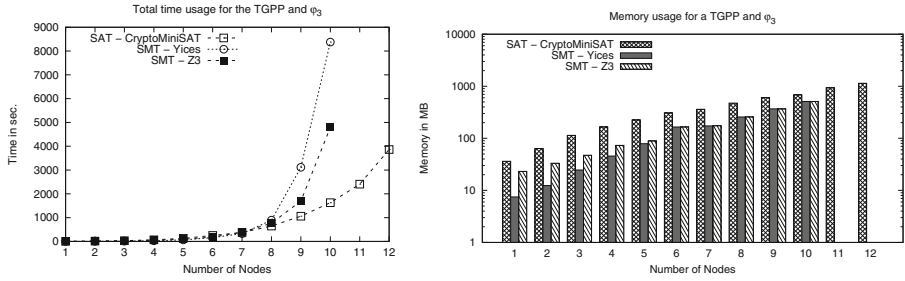 Total time usage for the TGPP and φ3
9000
8000
7000
6000
5000
4000
3000
2000
1000
0
Time in sec.
SAT − CryptoMiniSAT
SMT − Yices
SMT − Z3
1 2 3 4 5 6 7 8 9 10 11 12
Number of Nodes
Memory usage for a TGPP and φ3
10000
1000
100
10
1
Memory in MB
SAT − CryptoMiniSAT
SMT − Yices
SMT − Z3
1 2 3 4 5 6 7 8 9 10 11 12
Number of Nodes